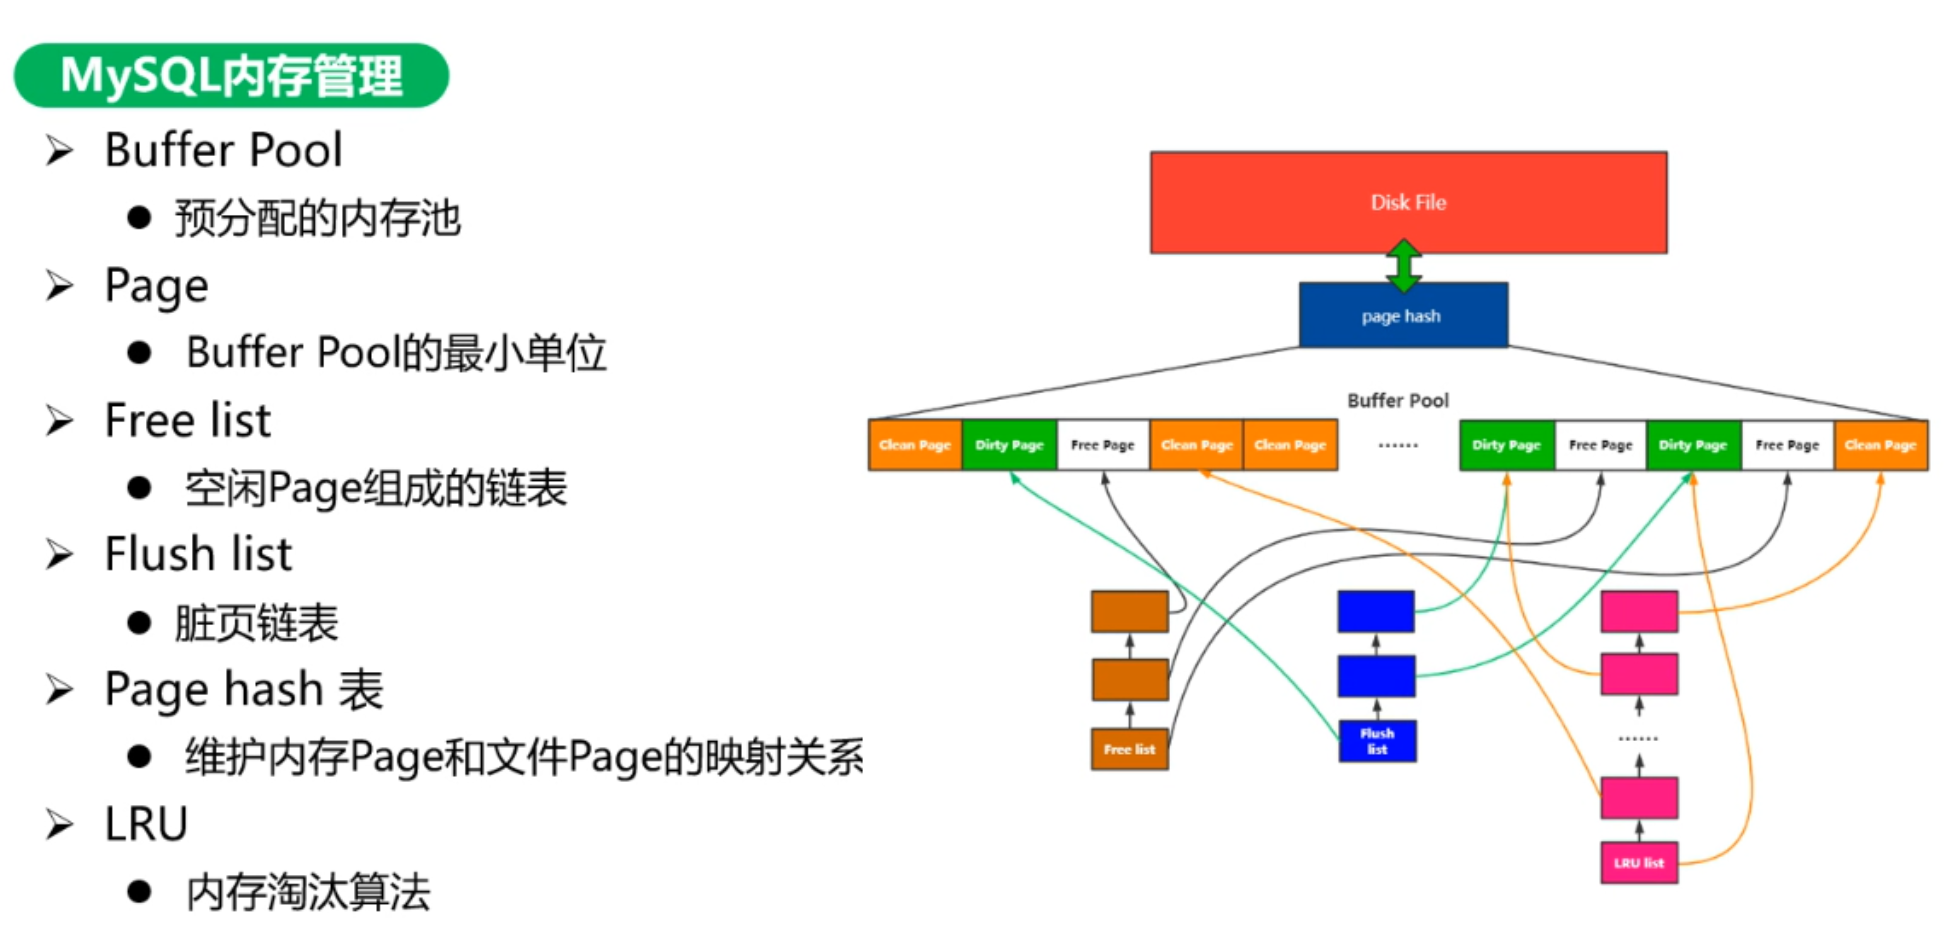 MySQL内存管理
Buffer Pool
预分配的内存池
Page
Buffer Pool的最小单位
Free list
空闲Page组成的链表
Flush list
脏页链表
Page hash 表
维护内存Page和文件Page的映射关系
LRU
内存淘汰算法
Disk File
page hash
Buffer Pool
Clean Page Dirty Page Free Page Clean Page Clean Page ...... Dirty Page Free Page Dirty Page Free Page Clean Page
Free list
Flush
list
......
LRU list